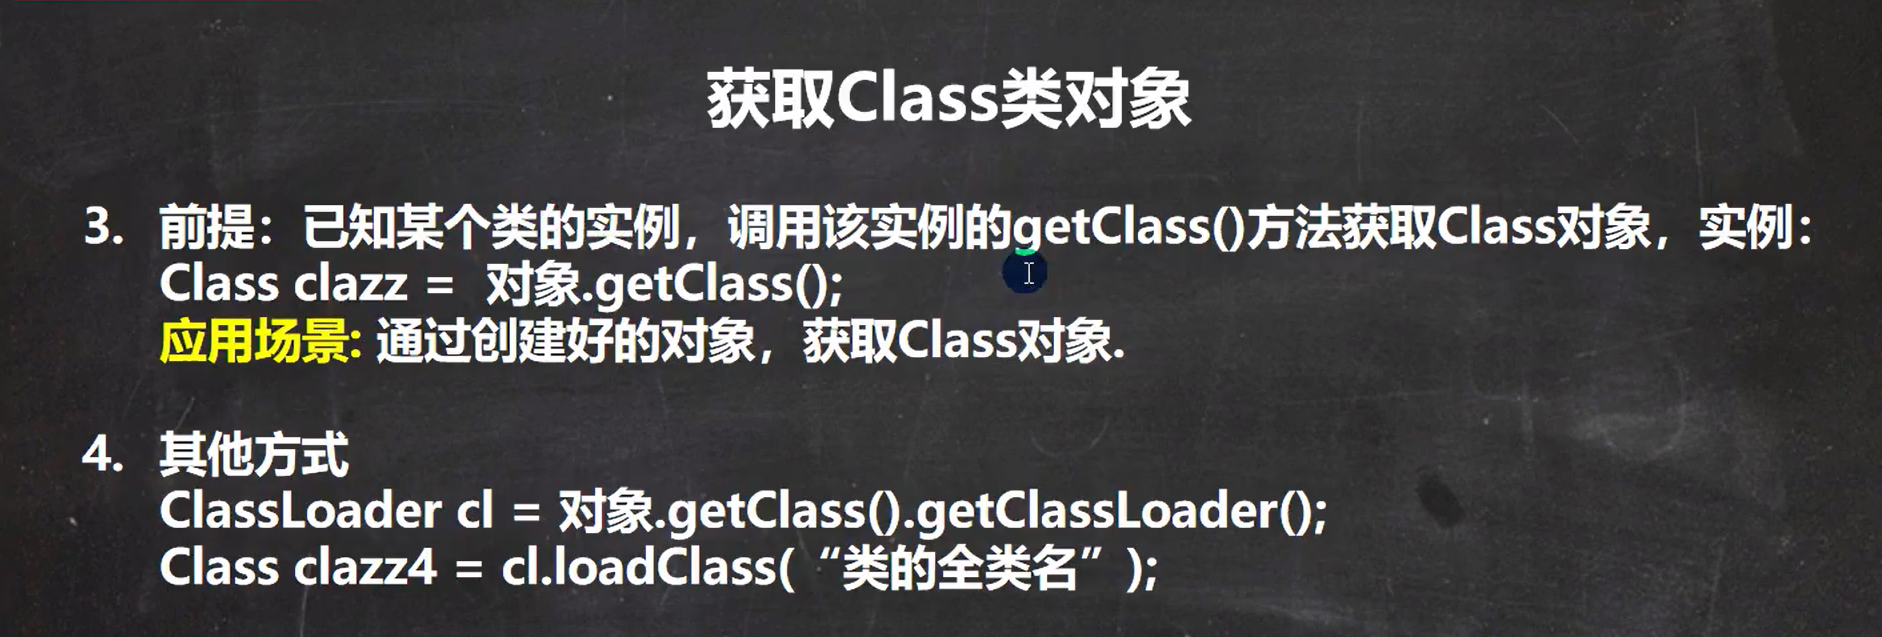 获取Class类对象
3. 前提：已知某个类的实例，调用该实例的getClass()方法获取Class对象，实例：
Class clazz = 对象.getClass();
应用场景: 通过创建好的对象，获取Class对象.
4. 其他方式
ClassLoader cl = 对象.getClass().getClassLoader();
Class clazz4 = cl.loadClass(“类的全类名”);